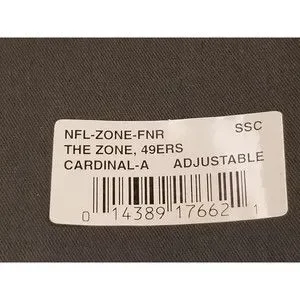 NFL-ZONE-FNR SSC
THE ZONE, 49ERS
CARDINAL-A ADJUSTABLE
0 14389 17662 1